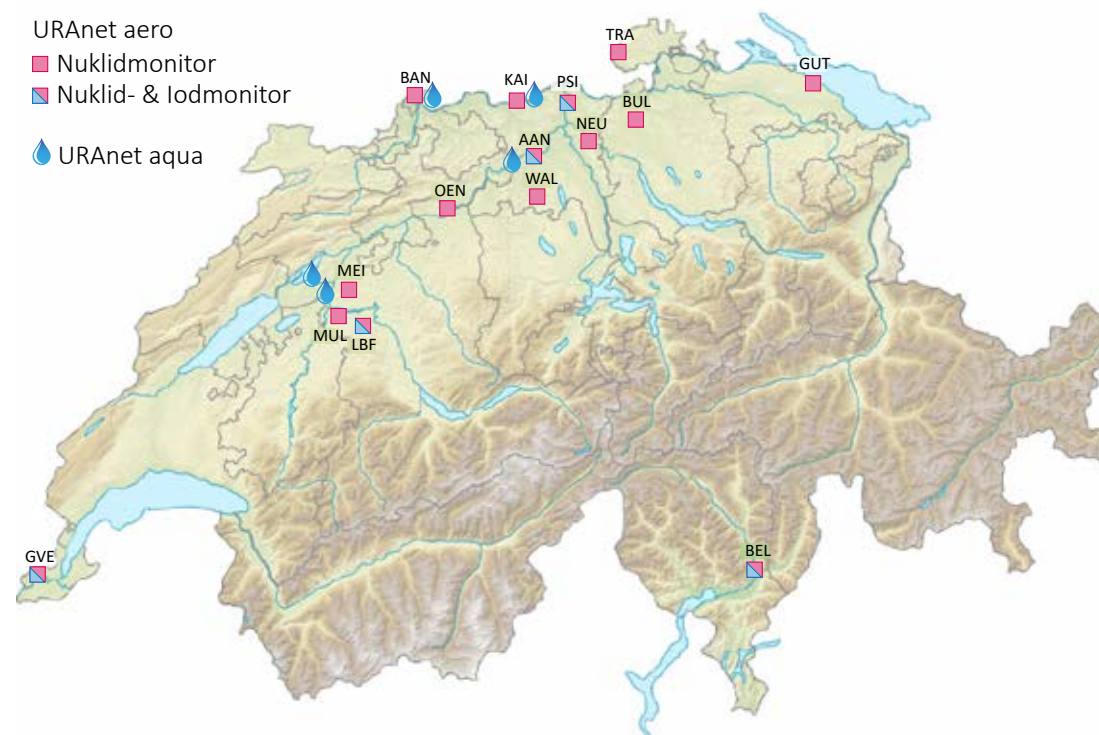 URAnet aero
Nuklidmonitor
Nuklid- & Iodmonitor
URAnet aqua
TRA
GUT
BAN
KAI
PSI
BUL
NEU
AAN
WAL
OEN
MEI
MUL
LBF
GVE
BEL